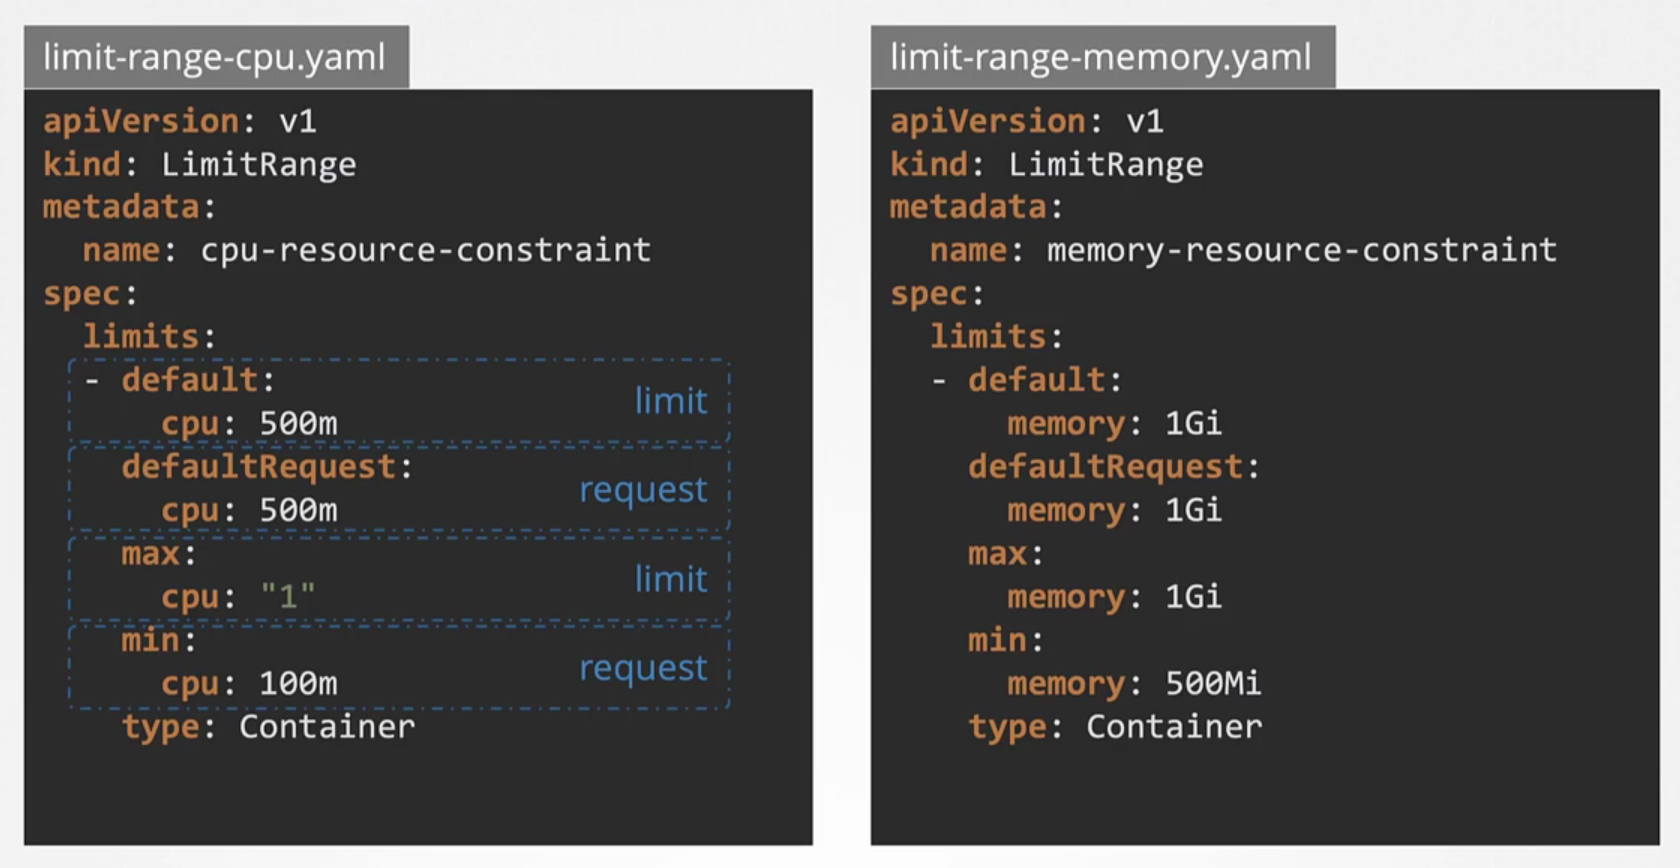 limit-range-cpu.yaml
apiVersion: v1
kind: LimitRange
metadata:
  name: cpu-resource-constraint
spec:
  limits:
  - default:
      cpu: 500m
limit
    defaultRequest:
      cpu: 500m
request
    max:
      cpu: "1"
limit
    min:
      cpu: 100m
request
    type: Container
limit-range-memory.yaml
apiVersion: v1
kind: LimitRange
metadata:
  name: memory-resource-constraint
spec:
  limits:
  - default:
      memory: 1Gi
    defaultRequest:
      memory: 1Gi
    max:
      memory: 1Gi
    min:
      memory: 500Mi
    type: Container